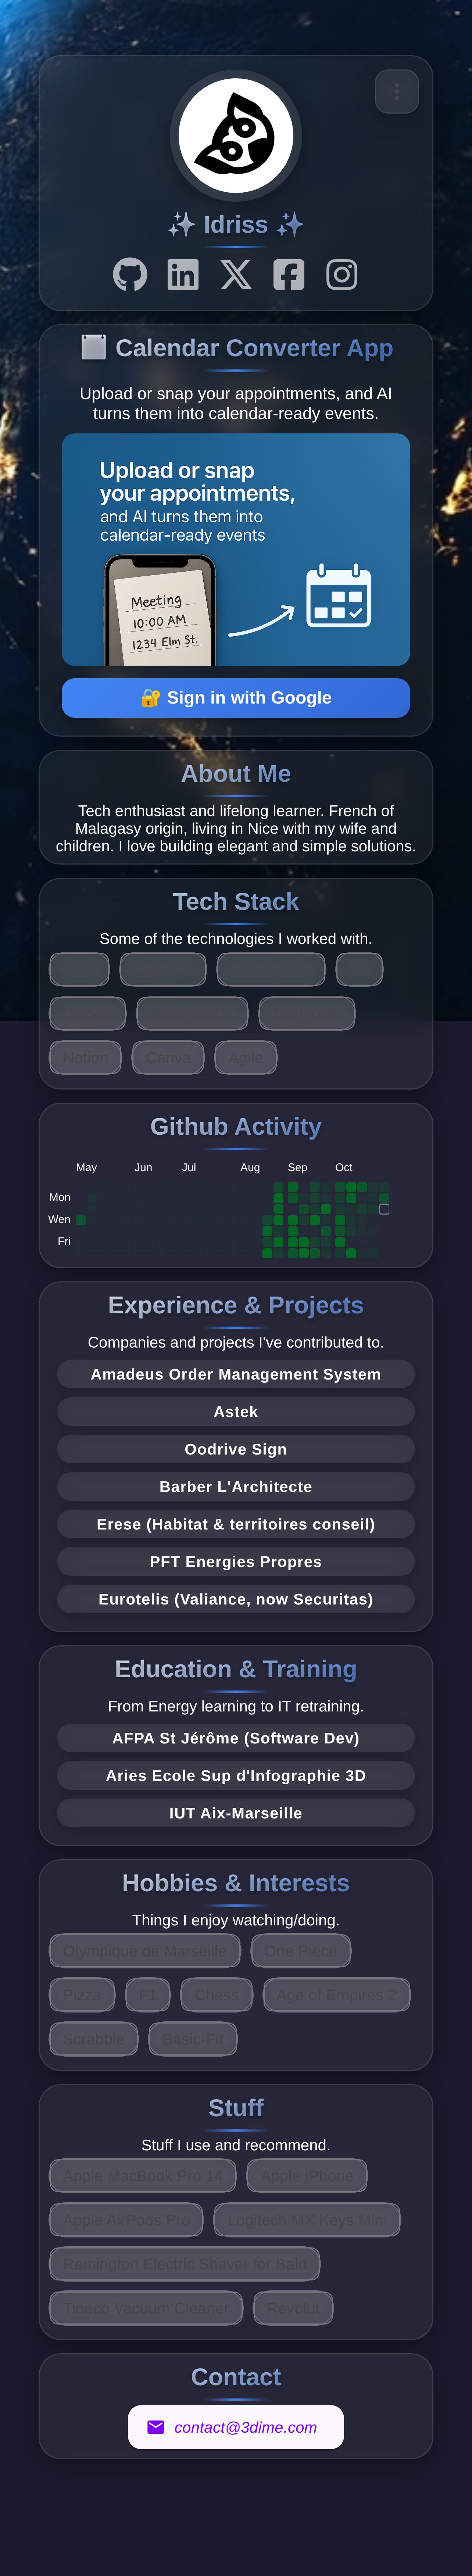 ✨ Idriss ✨
Calendar Converter App
Upload or snap your appointments, and AI
turns them into calendar-ready events.
Upload or snap
your appointments,
and AI turns them into
calendar-ready events
Meeting
10:00 AM
1234 Elm St.
🔐 Sign in with Google
About Me
Tech enthusiast and lifelong learner. French of
Malagasy origin, living in Nice with my wife and
children. I love building elegant and simple solutions.
Tech Stack
Some of the technologies I worked with.
Notion Canva Agile
Github Activity
May Jun Jul Aug Sep Oct
Mon
Wen
Fri
Experience & Projects
Companies and projects I've contributed to.
Amadeus Order Management System
Astek
Oodrive Sign
Barber L'Architecte
Erese (Habitat & territoires conseil)
PFT Energies Propres
Eurotelis (Valiance, now Securitas)
Education & Training
From Energy learning to IT retraining.
AFPA St Jérôme (Software Dev)
Aries Ecole Sup d'Infographie 3D
IUT Aix-Marseille
Hobbies & Interests
Things I enjoy watching/doing.
Olympique de Marseille One Piece
Pizza F1 Chess Age of Empires 2
Scrabble Basic-Fit
Stuff
Stuff I use and recommend.
Apple MacBook Pro 14 Apple iPhone
Apple AirPods Pro Logitech MX Keys Mini
Remington Electric Shaver for Bald
Tineco Vacuum Cleaner Revolut
Contact
contact@3dime.com